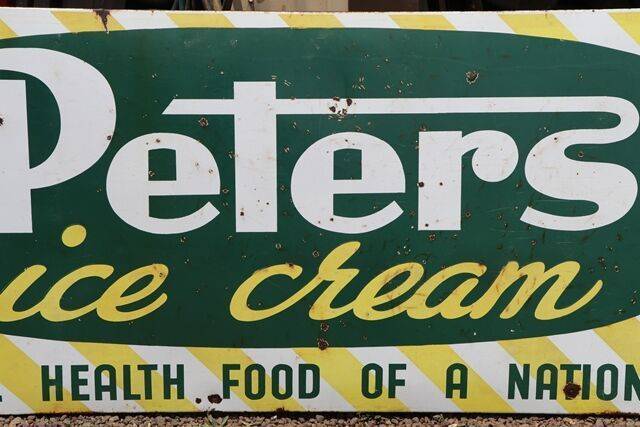 Peters
ice cream
HEALTH FOOD OF A NATION